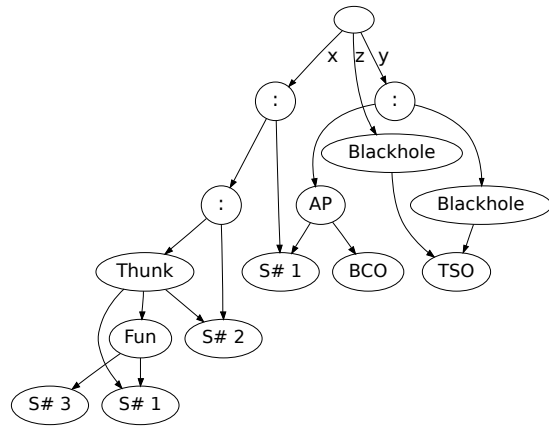 x z y
: :
Blackhole
: AP Blackhole
Thunk S# 1 BCO TSO
Fun S# 2
S# 3 S# 1